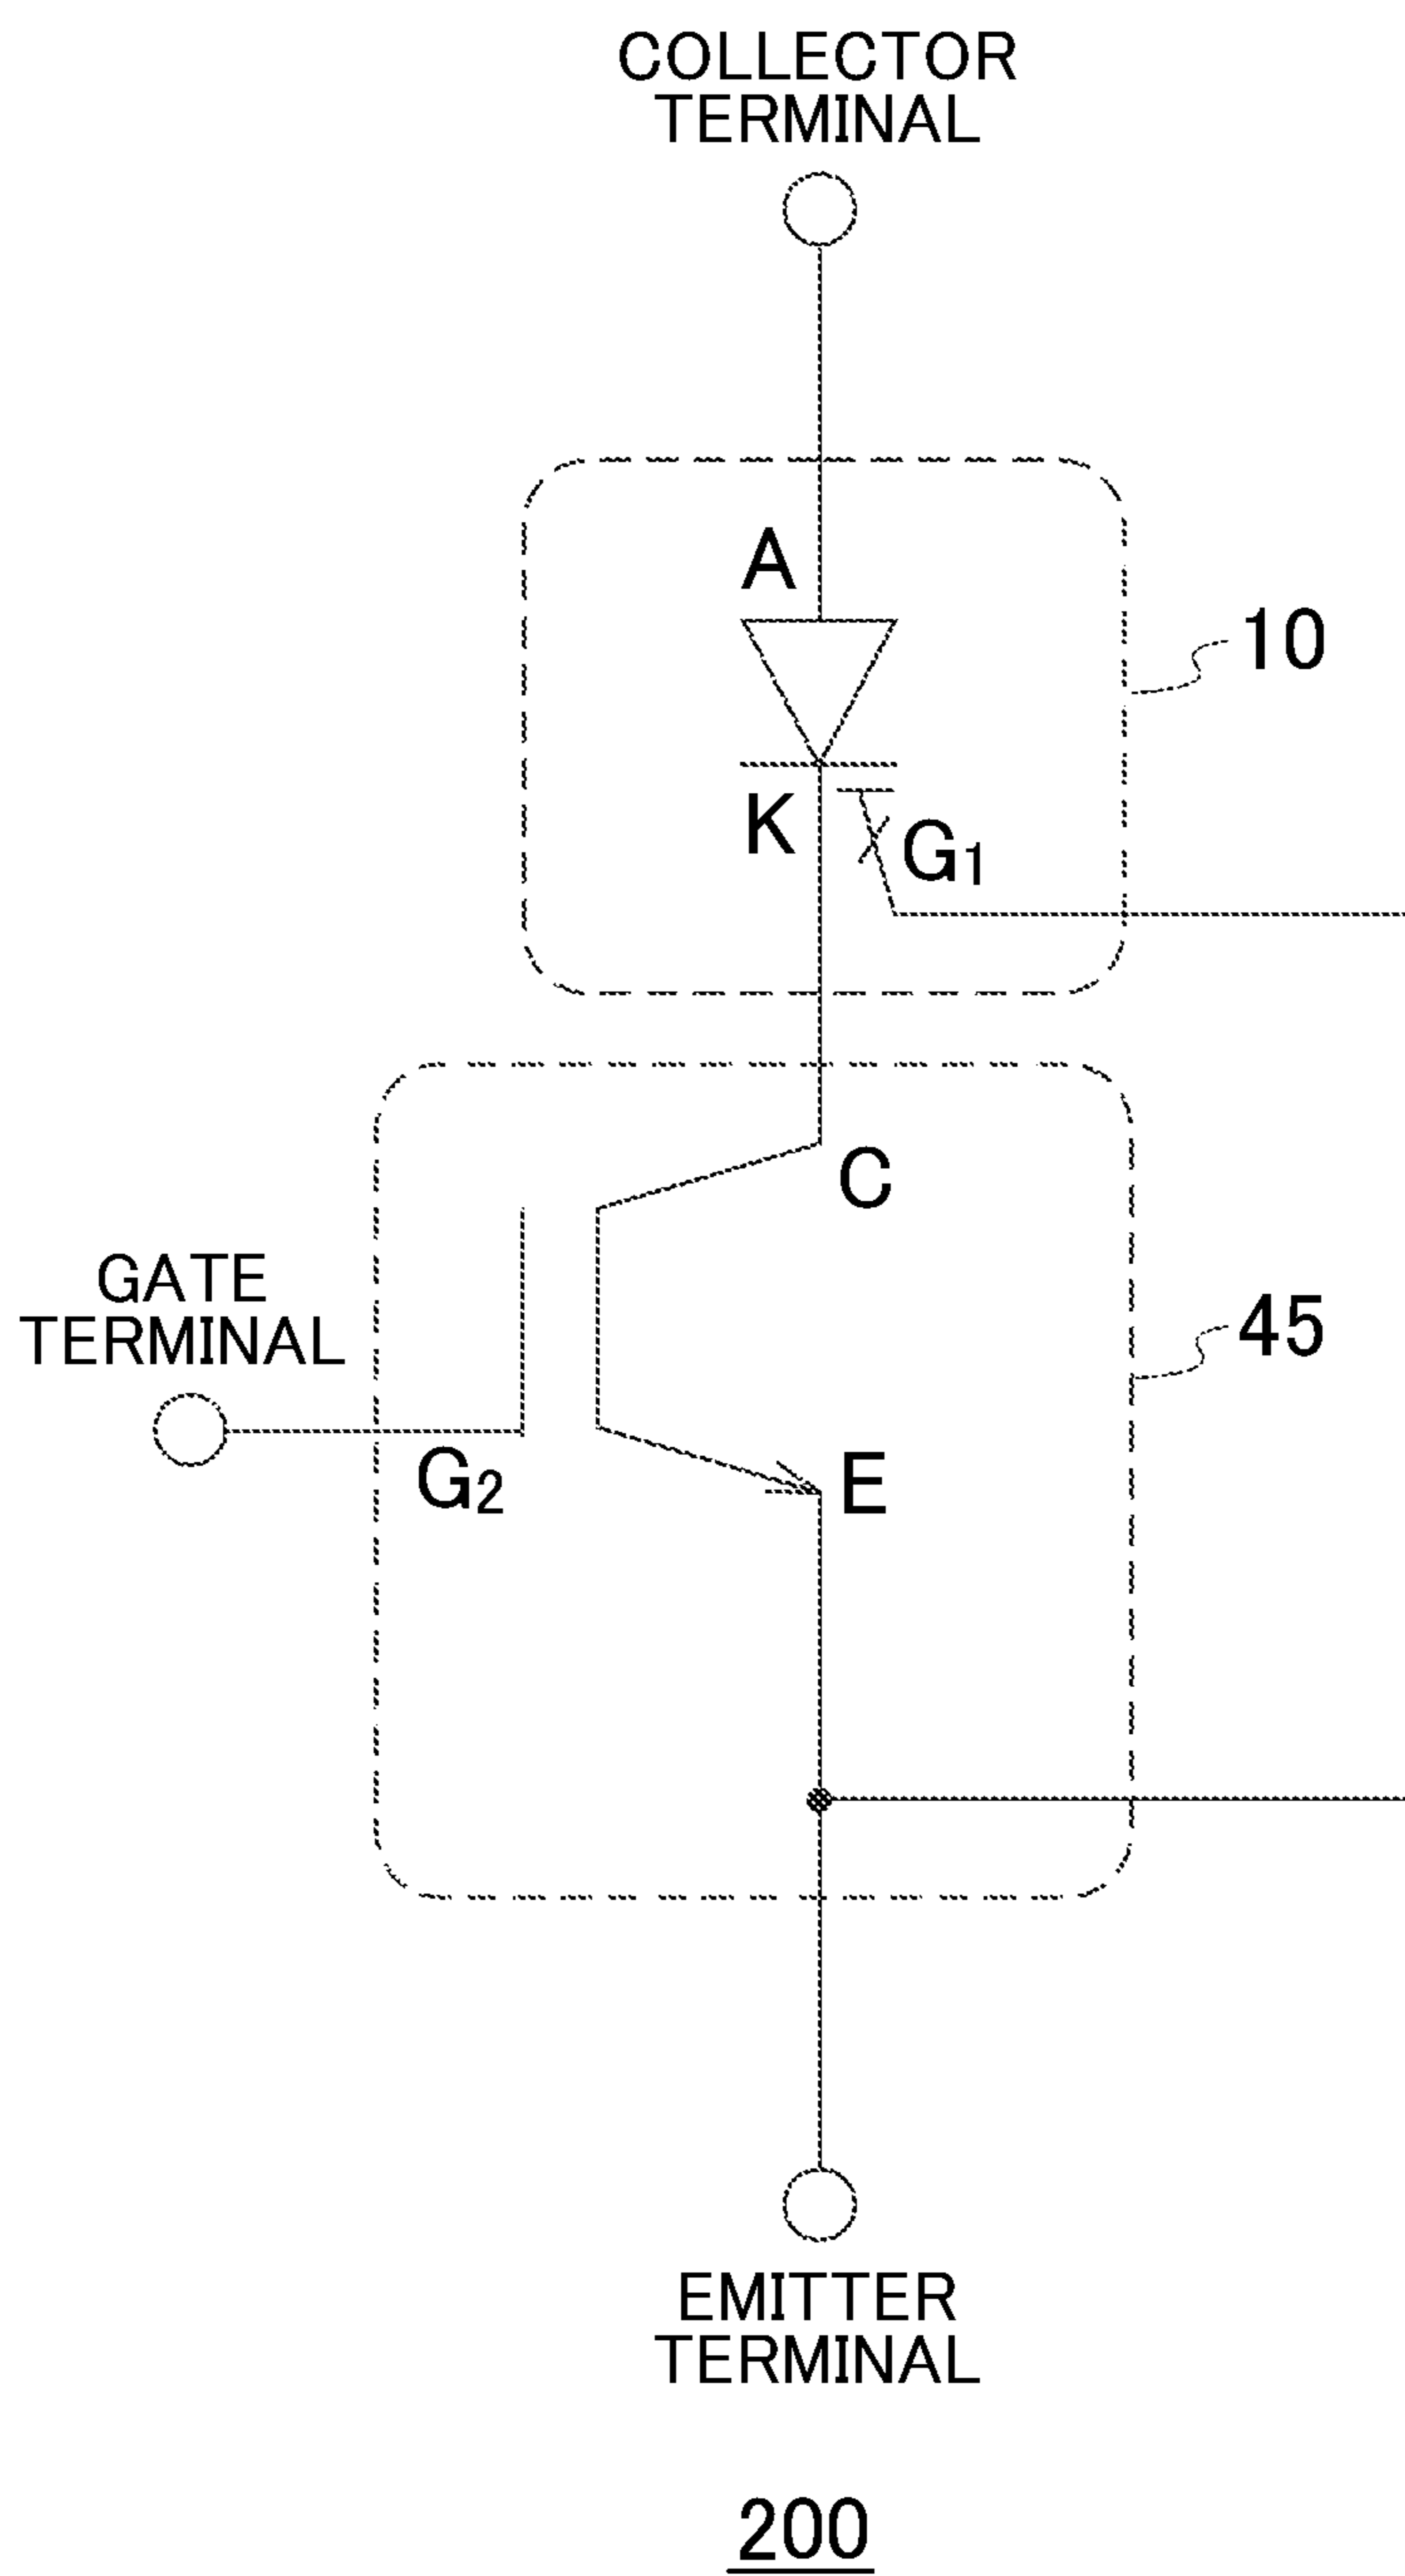 COLLECTOR
TERMINAL
A
10
K
G1
C
GATE
TERMINAL
45
G2
E
EMITTER
TERMINAL
200